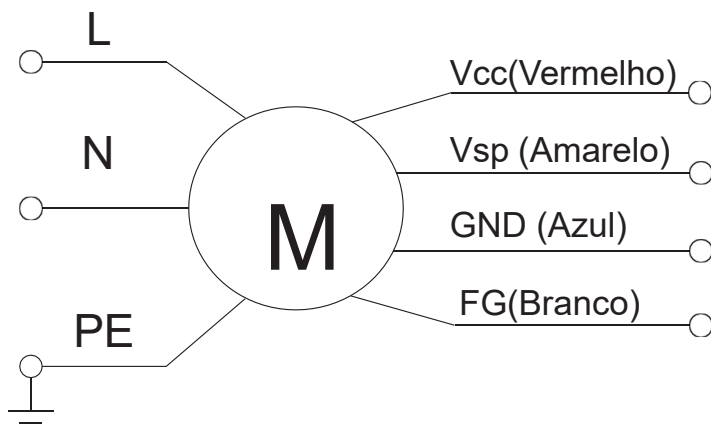 L
N
PE
M
Vcc(Vermelho)
Vsp (Amarelo)
GND (Azul)
FG(Branco)